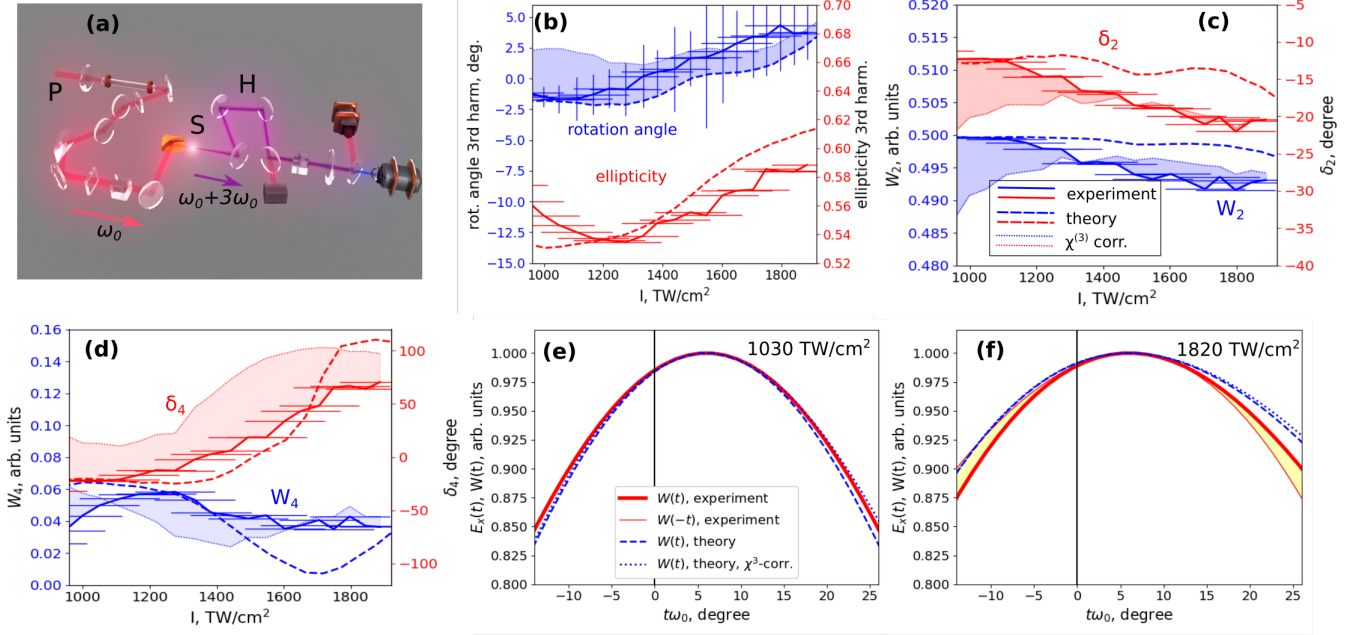 (a)
P
H
S
ω₀+3ω₀
ω₀
(b)
rot. angle 3rd harm, deg.
5.0
2.5
0.0
−2.5
−5.0
−7.5
−10.0
−12.5
−15.0
rotation angle
ellipticity
1000 1200 1400 1600 1800
I, TW/cm²
0.70
0.68
0.66
0.64
0.62
0.60
0.58
0.56
0.54
0.52
ellipticity 3rd harm.
(c)
W₂, arb. units
0.520
0.515
0.510
0.505
0.500
0.495
0.490
0.485
0.480
δ₂
W₂
experiment
theory
χ⁽³⁾ corr.
1000 1200 1400 1600 1800
I, TW/cm²
−5
−10
−15
−20
−25
−30
−35
−40
δ₂, degree
(d)
W₄, arb. units
0.16
0.14
0.12
0.10
0.08
0.06
0.04
0.02
0.00
δ₄
W₄
1000 1200 1400 1600 1800
I, TW/cm²
100
50
0
−50
−100
δ₄, degree
(e)
1030 TW/cm²
Eₓ(t), W(t), arb. units
1.000
0.975
0.950
0.925
0.900
0.875
0.850
0.825
0.800
W(t), experiment
W(−t), experiment
W(t), theory
W(t), theory, χ³-corr.
−10 −5 0 5 10 15 20 25
tω₀, degree
(f)
1820 TW/cm²
Eₓ(t), W(t), arb. units
1.000
0.975
0.950
0.925
0.900
0.875
0.850
0.825
0.800
−10 −5 0 5 10 15 20 25
tω₀, degree